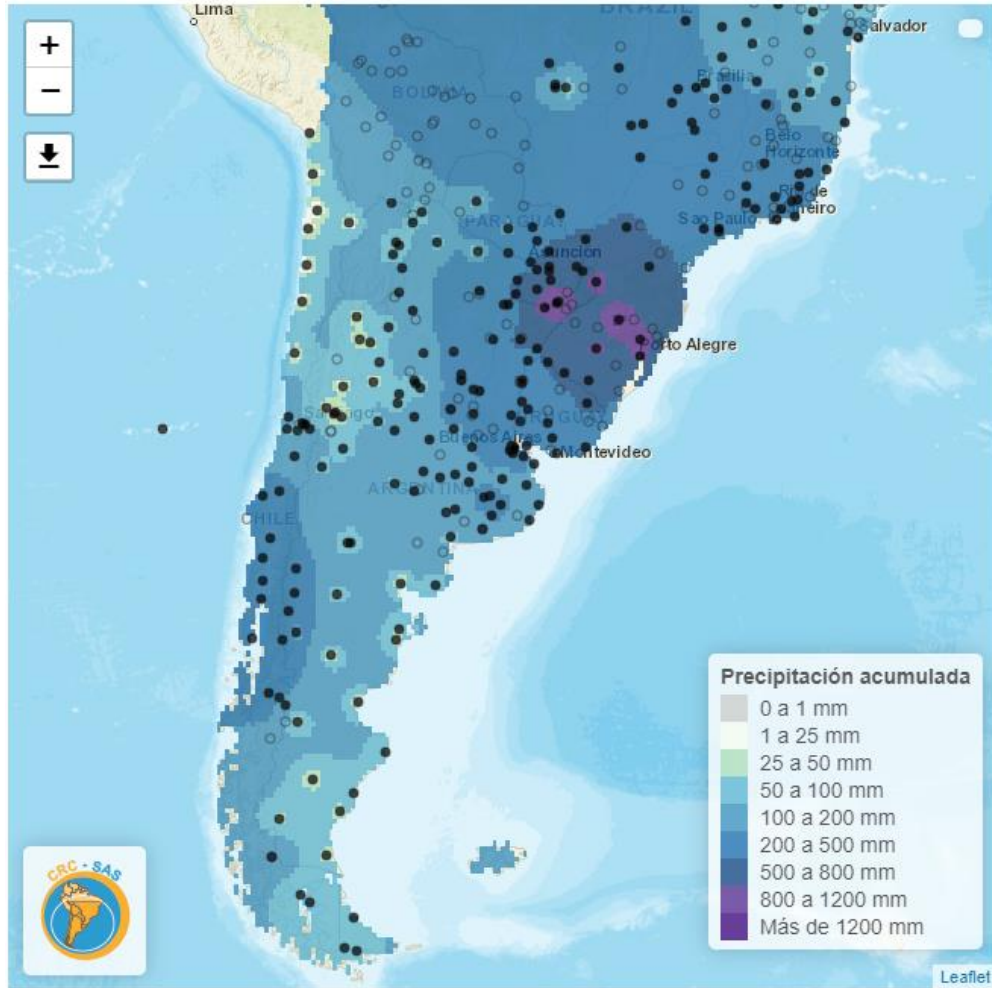 Lima
BRAZIL
Salvador
+
−
Brasilia
BOLIVIA
Belo
Horizonte
Rio de
Janeiro
PARAGUAY
Sao Paulo
Asunción
Porto Alegre
Santiago
URUGUAY
Buenos Aires
Montevideo
ARGENTINA
CHILE
Precipitación acumulada
0 a 1 mm
1 a 25 mm
25 a 50 mm
50 a 100 mm
100 a 200 mm
200 a 500 mm
500 a 800 mm
800 a 1200 mm
Más de 1200 mm
CRC - SAS
Leaflet